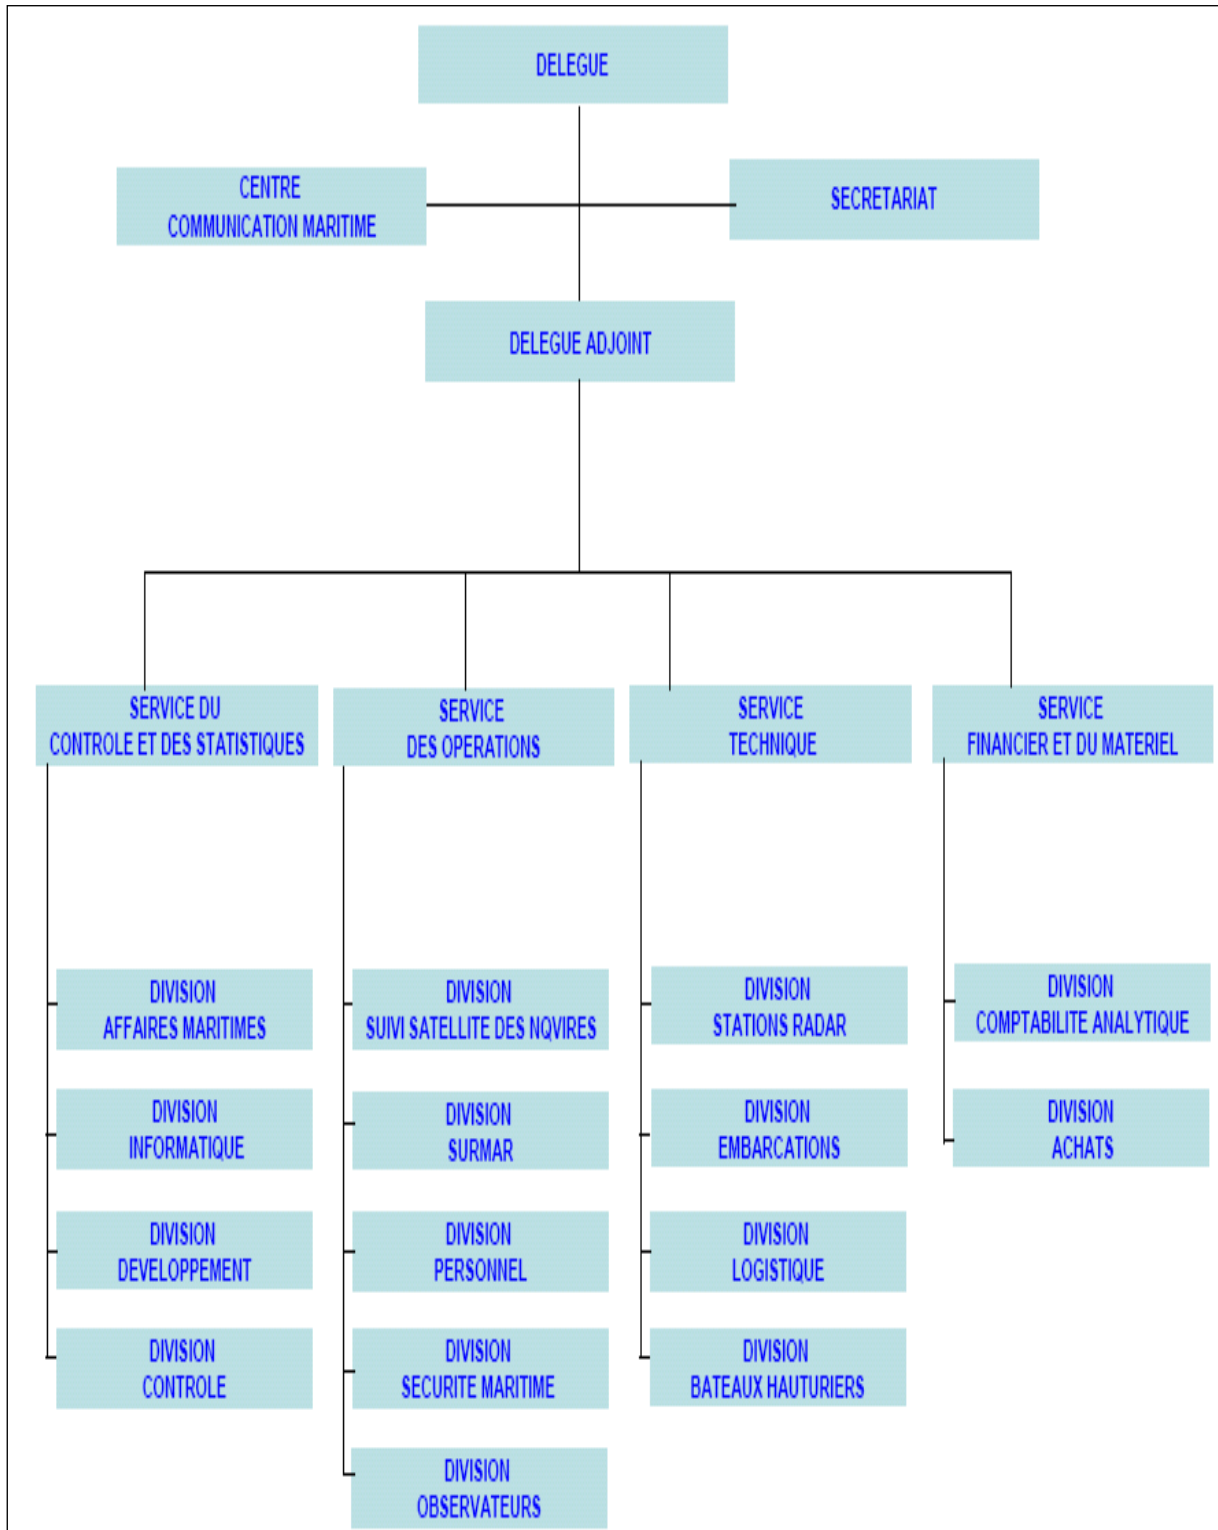 DELEGUE
CENTRE
COMMUNICATION MARITIME
SECRETARIAT
DELEGUE ADJOINT
SERVICE DU
CONTROLE ET DES STATISTIQUES
SERVICE
DES OPERATIONS
SERVICE
TECHNIQUE
SERVICE
FINANCIER ET DU MATERIEL
DIVISION
AFFAIRES MARITIMES
DIVISION
INFORMATIQUE
DIVISION
DEVELOPPEMENT
DIVISION
CONTROLE
DIVISION
SUIVI SATELLITE DES NQVIRES
DIVISION
SURMAR
DIVISION
PERSONNEL
DIVISION
SECURITE MARITIME
DIVISION
OBSERVATEURS
DIVISION
STATIONS RADAR
DIVISION
EMBARCATIONS
DIVISION
LOGISTIQUE
DIVISION
BATEAUX HAUTURIERS
DIVISION
COMPTABILITE ANALYTIQUE
DIVISION
ACHATS